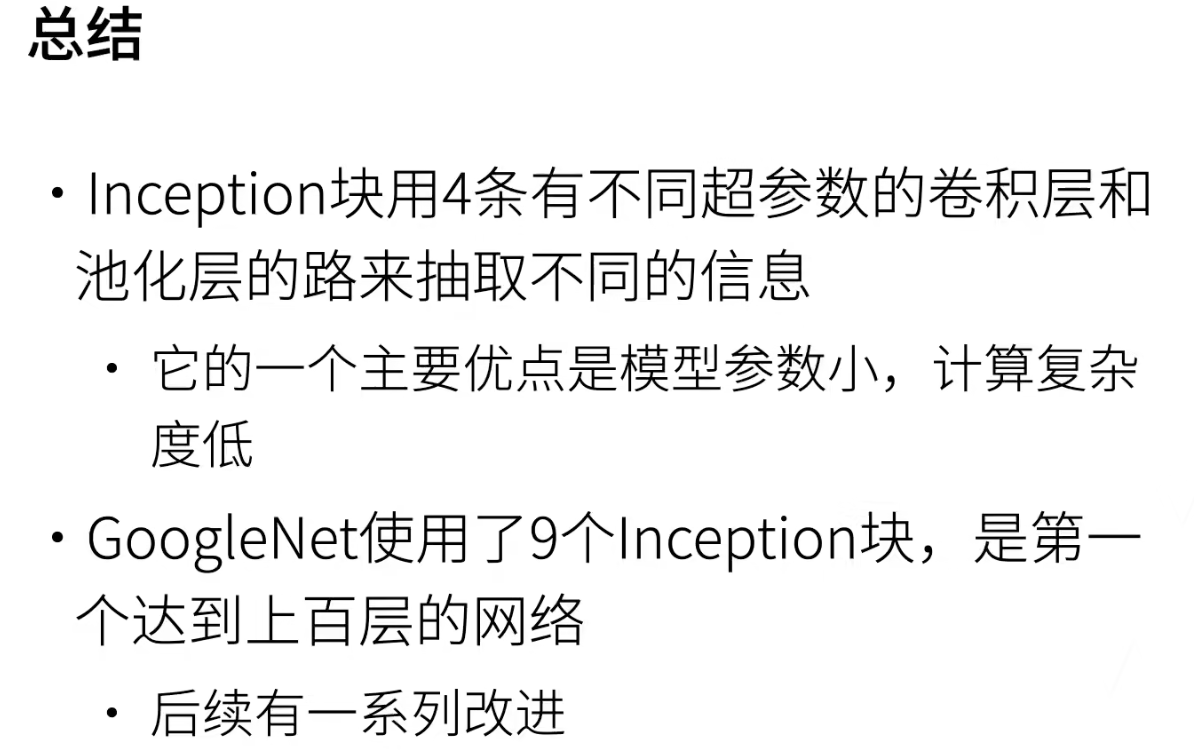 总结
• Inception块用4条有不同超参数的卷积层和
池化层的路来抽取不同的信息
• 它的一个主要优点是模型参数小，计算复杂
度低
• GoogleNet使用了9个Inception块，是第一
个达到上百层的网络
• 后续有一系列改进